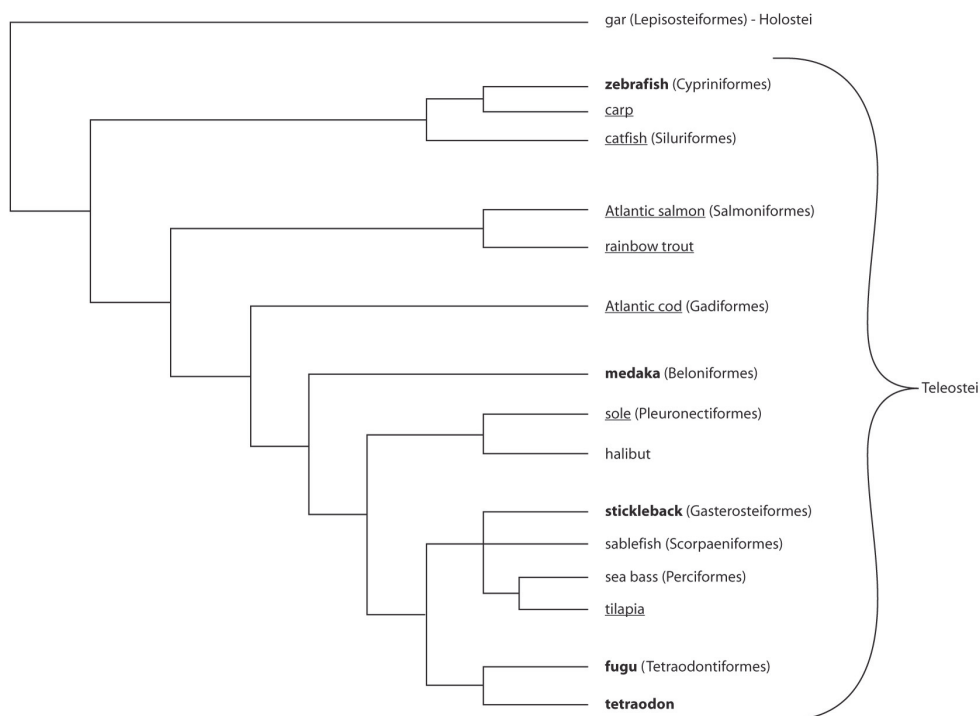 gar (Lepisosteiformes) - Holostei
zebrafish (Cypriniformes)
carp
catfish (Siluriformes)
Atlantic salmon (Salmoniformes)
rainbow trout
Atlantic cod (Gadiformes)
medaka (Beloniformes)
Teleostei
sole (Pleuronectiformes)
halibut
stickleback (Gasterosteiformes)
sablefish (Scorpaeniformes)
sea bass (Perciformes)
tilapia
fugu (Tetraodontiformes)
tetraodon